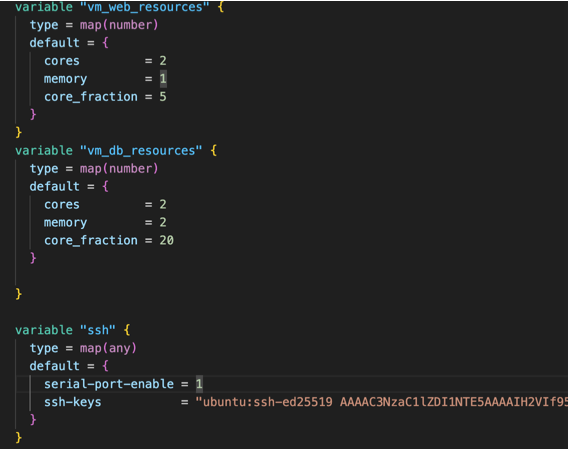 variable "vm_web_resources" {
  type = map(number)
  default = {
    cores         = 2
    memory        = 1
    core_fraction = 5
  }
}
variable "vm_db_resources" {
  type = map(number)
  default = {
    cores         = 2
    memory        = 2
    core_fraction = 20
  }
}
variable "ssh" {
  type = map(any)
  default = {
    serial-port-enable = 1
    ssh-keys           = "ubuntu:ssh-ed25519 AAAAC3NzaC1lZDI1NTE5AAAAIH2VIf95
  }
}